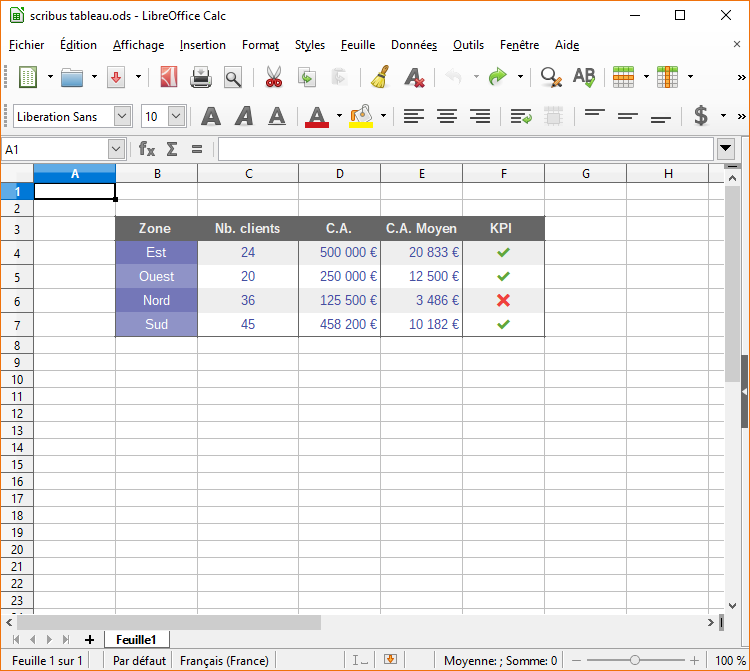 scribus tableau.ods - LibreOffice Calc
Fichier Édition Affichage Insertion Format Styles Feuille Données Outils Fenêtre Aide
Liberation Sans 10 A A A A $
A1 fx Σ =
A B C D E F G H
1
2
3 Zone Nb. clients C.A. C.A. Moyen KPI
4 Est 24 500 000 € 20 833 €
5 Ouest 20 250 000 € 12 500 €
6 Nord 36 125 500 € 3 486 €
7 Sud 45 458 200 € 10 182 €
8
9
10
11
12
13
14
15
16
17
18
19
20
21
22
23
Feuille1
Feuille 1 sur 1 Par défaut Français (France) Moyenne: ; Somme: 0 100 %